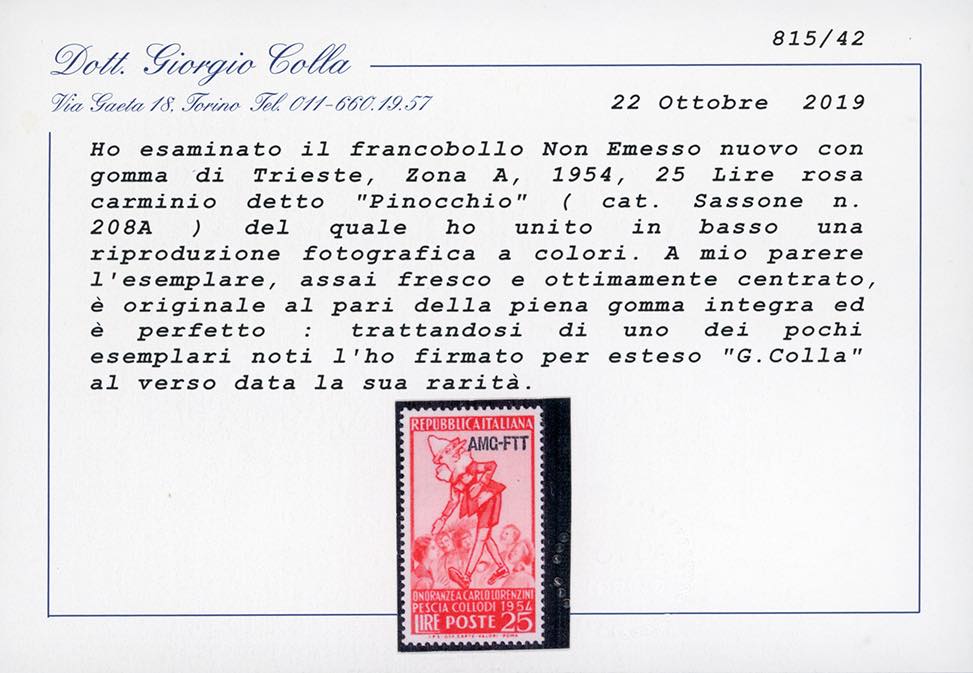 815/42
Dott. Giorgio Colla
Via Gaeta 18, Torino Tel. 011-660.19.57
22 Ottobre 2019
Ho esaminato il francobollo Non Emesso nuovo con
gomma di Trieste, Zona A, 1954, 25 Lire rosa
carminio detto "Pinocchio" ( cat. Sassone n.
208A ) del quale ho unito in basso una
riproduzione fotografica a colori. A mio parere
l'esemplare, assai fresco e ottimamente centrato,
è originale al pari della piena gomma integra ed
è perfetto : trattandosi di uno dei pochi
esemplari noti l'ho firmato per esteso "G.Colla"
al verso data la sua rarità.
REPUBBLICA ITALIANA
AMG-FTT
ONORANZE A CARLO LORENZINI
PESCIA COLLODI 1954
LIRE POSTE 25
CARTE-VALORI ROMA